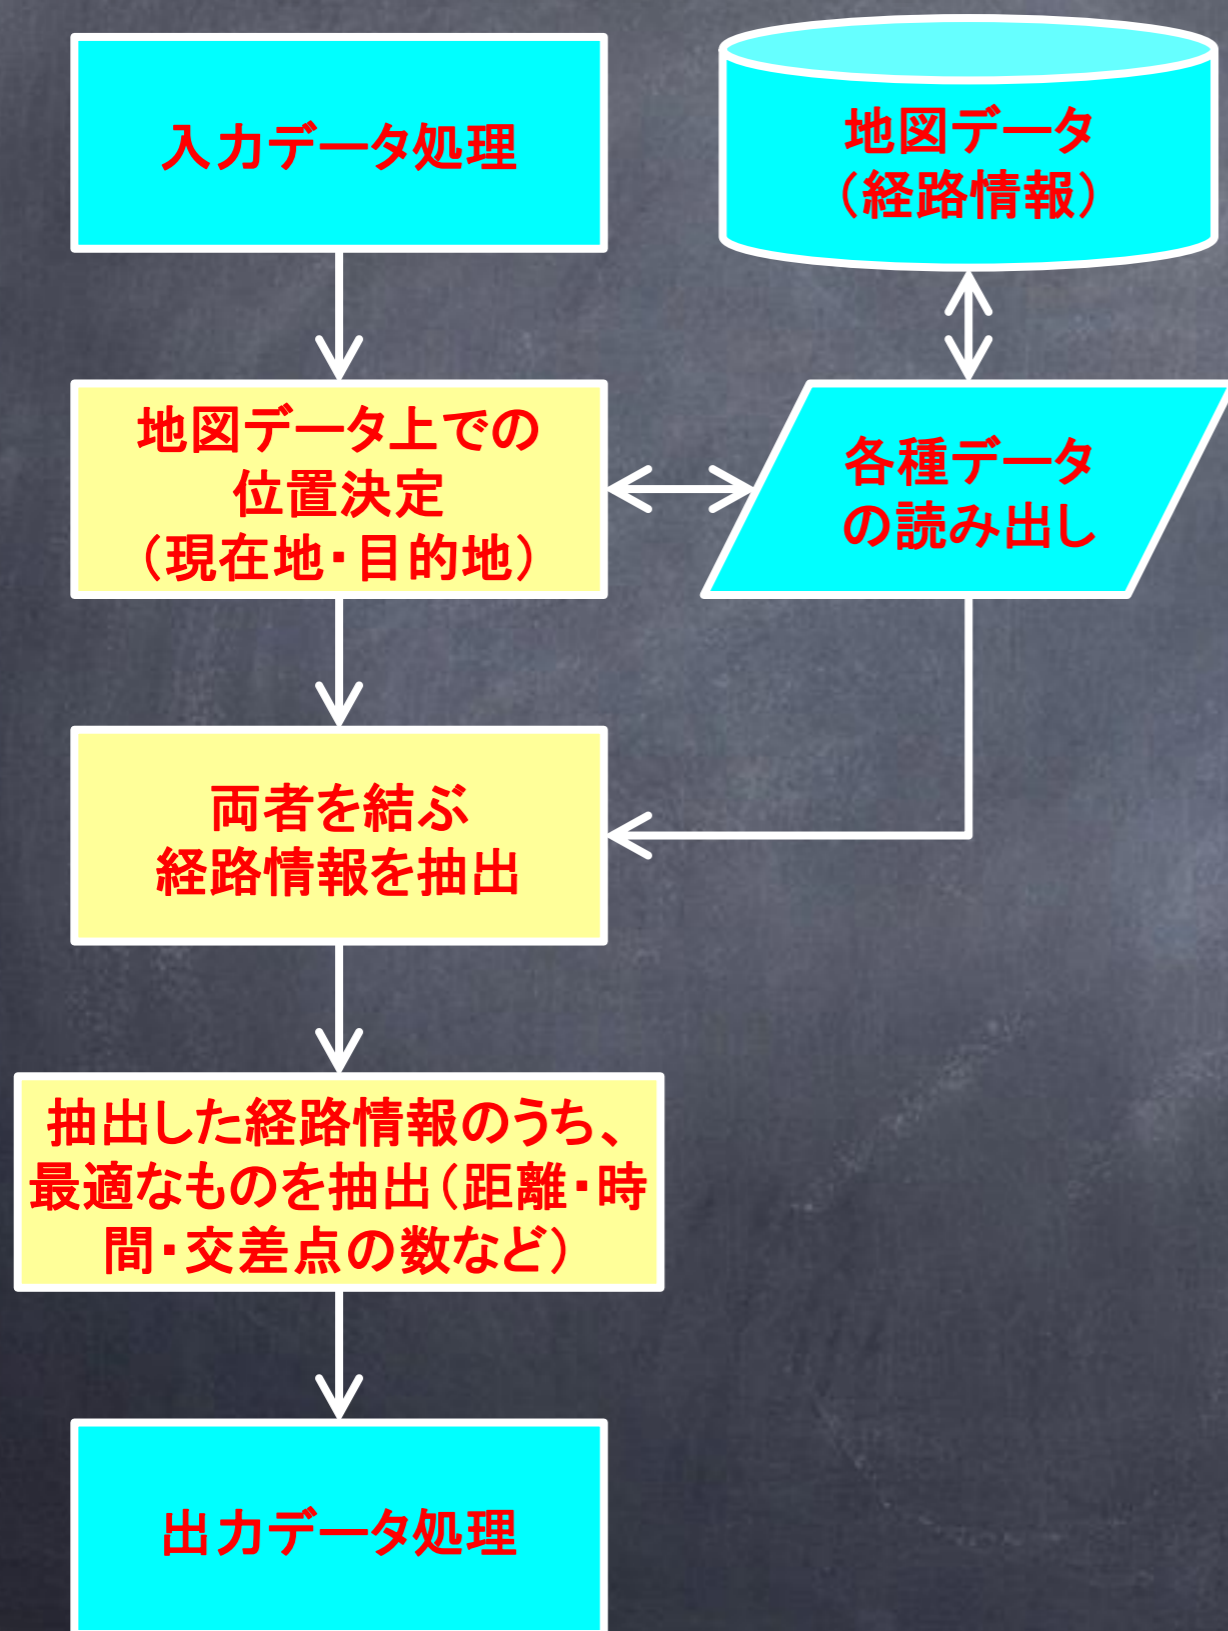 入力データ処理
地図データ
（経路情報）
地図データ上での
位置決定
（現在地・目的地）
各種データ
の読み出し
両者を結ぶ
経路情報を抽出
抽出した経路情報のうち、
最適なものを抽出（距離・時
間・交差点の数など）
出力データ処理